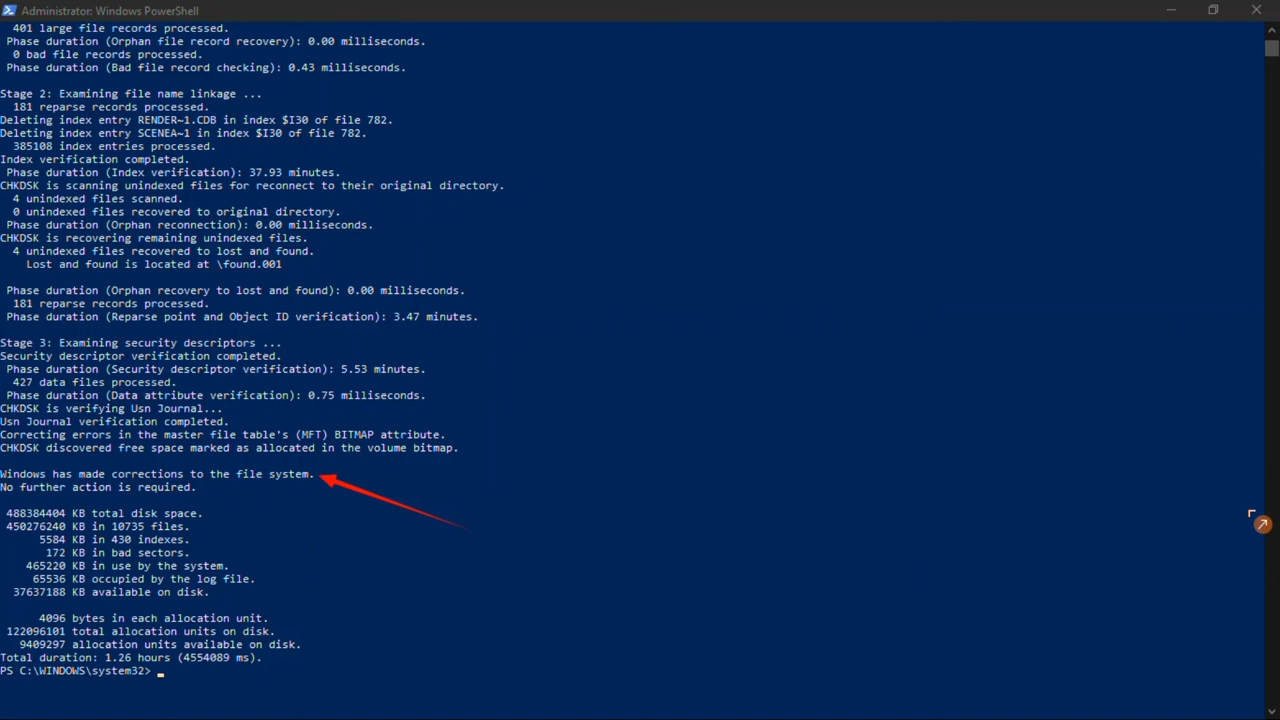 Administrator: Windows PowerShell
401 large file records processed.
Phase duration (Orphan file record recovery): 0.00 milliseconds.
0 bad file records processed.
Phase duration (Bad file record checking): 0.43 milliseconds.
Stage 2: Examining file name linkage ...
181 reparse records processed.
Deleting index entry RENDER~1.CDB in index $I30 of file 782.
Deleting index entry SCENEA~1 in index $I30 of file 782.
385108 index entries processed.
Index verification completed.
Phase duration (Index verification): 37.93 minutes.
CHKDSK is scanning unindexed files for reconnect to their original directory.
4 unindexed files scanned.
0 unindexed files recovered to original directory.
Phase duration (Orphan reconnection): 0.00 milliseconds.
CHKDSK is recovering remaining unindexed files.
4 unindexed files recovered to lost and found.
Lost and found is located at \found.001
Phase duration (Orphan recovery to lost and found): 0.00 milliseconds.
181 reparse records processed.
Phase duration (Reparse point and Object ID verification): 3.47 minutes.
Stage 3: Examining security descriptors ...
Security descriptor verification completed.
Phase duration (Security descriptor verification): 5.53 minutes.
427 data files processed.
Phase duration (Data attribute verification): 0.75 milliseconds.
CHKDSK is verifying Usn Journal...
Usn Journal verification completed.
Correcting errors in the master file table's (MFT) BITMAP attribute.
CHKDSK discovered free space marked as allocated in the volume bitmap.
Windows has made corrections to the file system.
No further action is required.
488384404 KB total disk space.
450276240 KB in 10735 files.
5584 KB in 430 indexes.
172 KB in bad sectors.
465220 KB in use by the system.
65536 KB occupied by the log file.
37637188 KB available on disk.
4096 bytes in each allocation unit.
122096101 total allocation units on disk.
9409297 allocation units available on disk.
Total duration: 1.26 hours (4554089 ms).
PS C:\WINDOWS\system32>